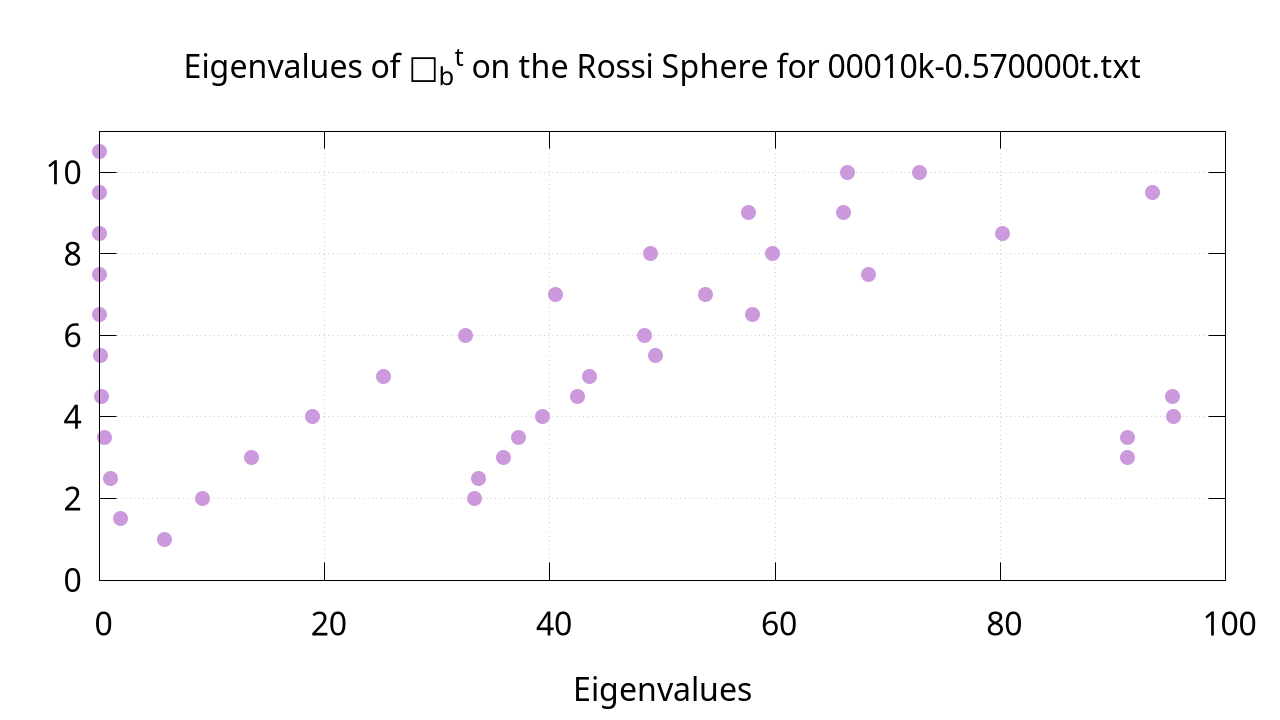 Eigenvalues of □bᵗ on the Rossi Sphere for 00010k-0.570000t.txt
10
8
6
4
2
0
0 20 40 60 80 100
Eigenvalues